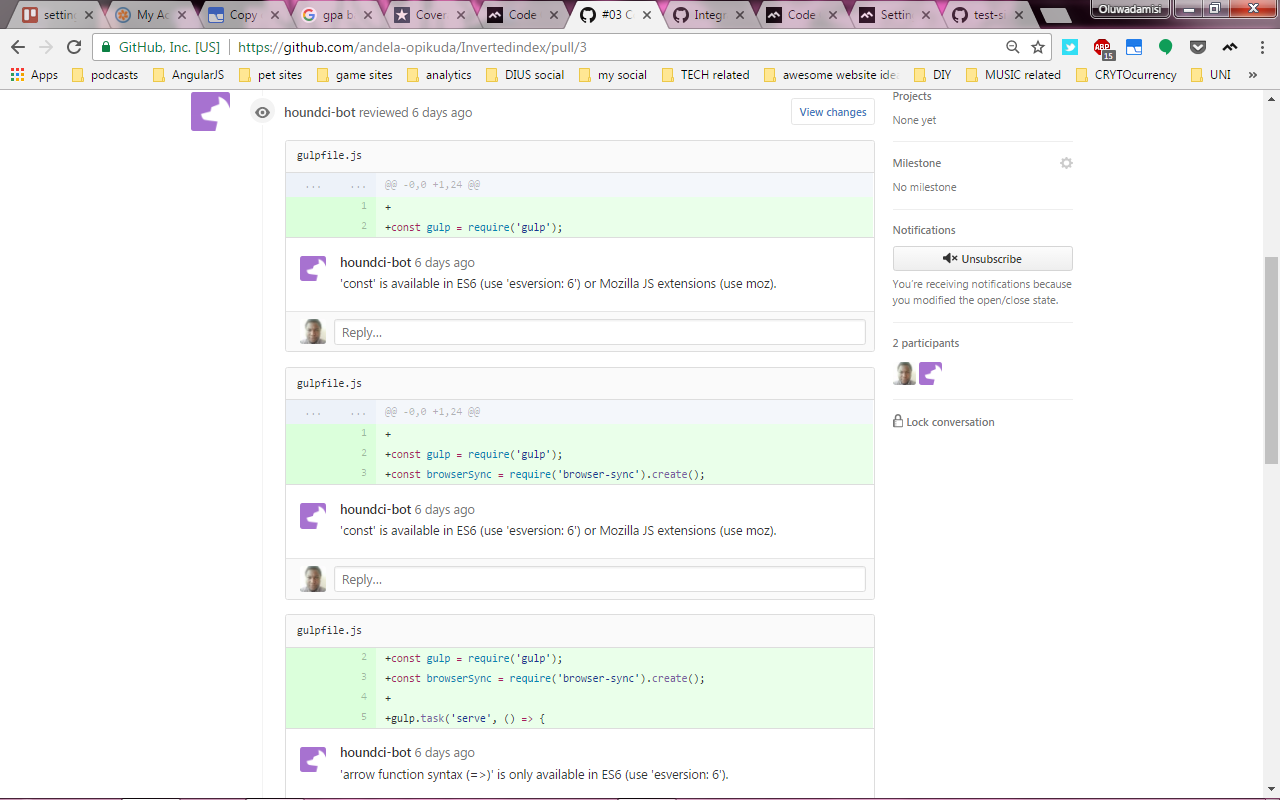 settin
My Ac
Copy
gpa b
Cover
Code
#03 C
Integr
Code
Settin
test-s
Oluwadamisi
GitHub, Inc. [US]
https://github.com/andela-opikuda/Invertedindex/pull/3
ABP
15
Apps
podcasts
AngularJS
pet sites
game sites
analytics
DIUS social
my social
TECH related
awesome website idea
DIY
MUSIC related
CRYTOcurrency
UNI
»
houndci-bot reviewed 6 days ago
View changes
gulpfile.js
... ... @@ -0,0 +1,24 @@
1 +
2 +const gulp = require('gulp');
houndci-bot 6 days ago
'const' is available in ES6 (use 'esversion: 6') or Mozilla JS extensions (use moz).
Reply...
gulpfile.js
... ... @@ -0,0 +1,24 @@
1 +
2 +const gulp = require('gulp');
3 +const browserSync = require('browser-sync').create();
houndci-bot 6 days ago
'const' is available in ES6 (use 'esversion: 6') or Mozilla JS extensions (use moz).
Reply...
gulpfile.js
2 +const gulp = require('gulp');
3 +const browserSync = require('browser-sync').create();
4 +
5 +gulp.task('serve', () => {
houndci-bot 6 days ago
'arrow function syntax (=>)' is only available in ES6 (use 'esversion: 6').
Projects
None yet
Milestone
No milestone
Notifications
Unsubscribe
You're receiving notifications because
you modified the open/close state.
2 participants
Lock conversation